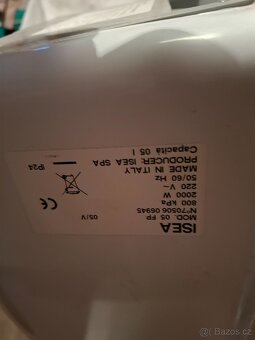 ISEA
MOD. 05 FP 05/V
N°70506 06945
800 kPa
2000 W
220 V~
50/60 Hz
MADE IN ITALY
PRODUCER: ISEA SPA
Capacità 05 l
CE
IP24
Bazos.cz